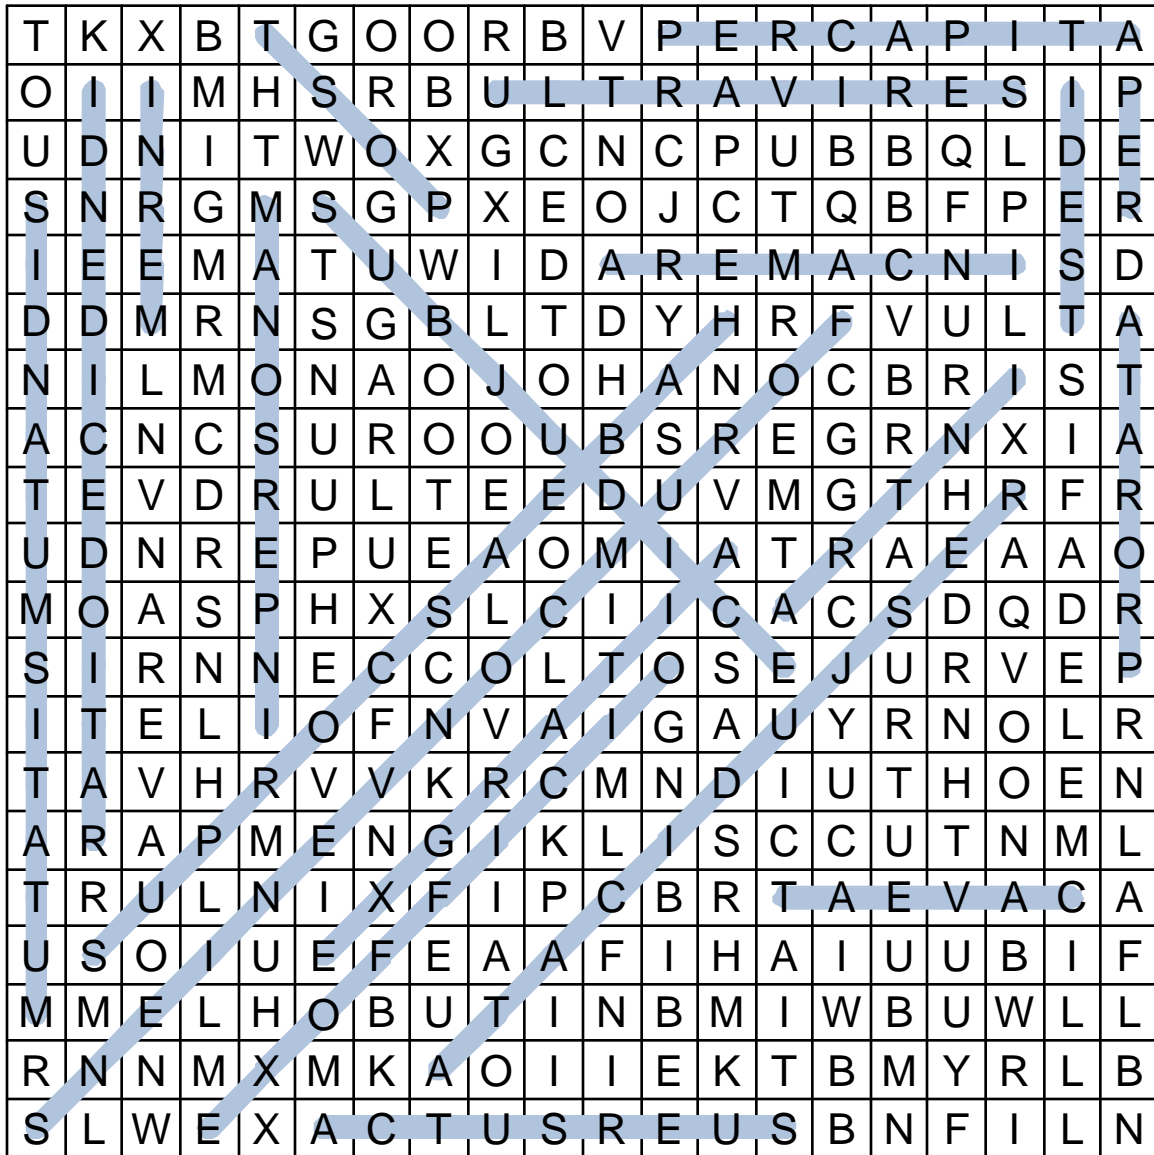 T K X B T G O O R B V P E R C A P I T A
O I I M H S R B U L T R A V I R E S I P
U D N I T W O X G C N C P U B B Q L D E
S N R G M S G P X E O J C T Q B F P E R
I E E M A T U W I D A R E M A C N I S D
D D M R N S G B L T D Y H R F V U L T A
N I L M O N A O J O H A N O C B R I S T
A C N C S U R O O U B S R E G R N X I A
T E V D R U L T E E D U V M G T H R F R
U D N R E P U E A O M I A T R A E A A O
M O A S P H X S L C I I C A C S D Q D R
S I R N N E C C O L T O S E J U R V E P
I T E L I O F N V A I G A U Y R N O L R
T A V H R V V K R C M N D I U T H O E N
A R A P M E N G I K L I S C C U T N M L
T R U L N I X F I P C B R T A E V A C A
U S O I U E F E A A F I H A I U U B I F
M M E L H O B U T I N B M I W B U W L L
R N N M X M K A O I I E K T B M Y R L B
S L W E X A C T U S R E U S B N F I L N